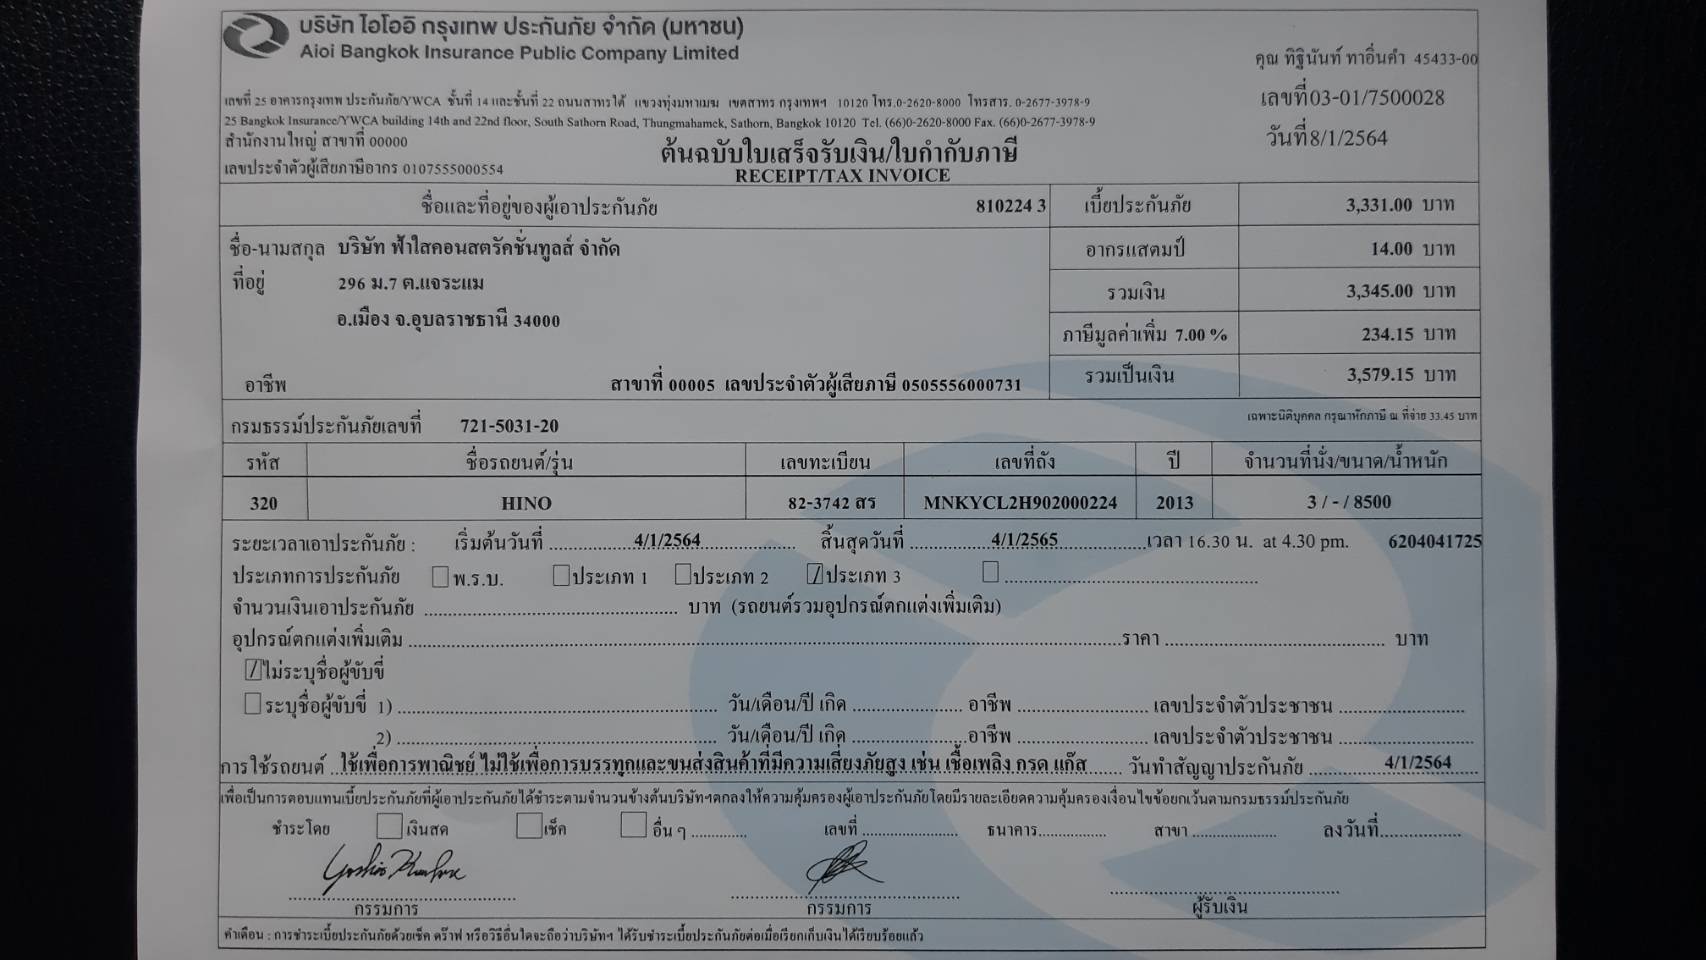 บริษัท ไอโออิ กรุงเทพ ประกันภัย จำกัด (มหาชน)
Aioi Bangkok Insurance Public Company Limited
คุณ ทิฐินันท์ ทาอิ่นคำ 45433-00
เลขที่ 25 อาคารกรุงเทพ ประกันภัย/YWCA ชั้นที่ 14 และชั้นที่ 22 ถนนสาทรใต้ แขวงทุ่งมหาเมฆ เขตสาทร กรุงเทพฯ 10120 โทร.0-2620-8000 โทรสาร. 0-2677-3978-9
เลขที่03-01/7500028
25 Bangkok Insurance/YWCA building 14th and 22nd floor, South Sathorn Road, Thungmahamek, Sathorn, Bangkok 10120 Tel. (66)0-2620-8000 Fax. (66)0-2677-3978-9
สำนักงานใหญ่ สาขาที่ 00000
วันที่8/1/2564
ต้นฉบับใบเสร็จรับเงิน/ใบกำกับภาษี
เลขประจำตัวผู้เสียภาษีอากร 0107555000554
RECEIPT/TAX INVOICE
ชื่อและที่อยู่ของผู้เอาประกันภัย 810224 3 เบี้ยประกันภัย 3,331.00 บาท
ชื่อ-นามสกุล บริษัท ฟ้าใสคอนสตรัคชั่นทูลส์ จำกัด อากรแสตมป์ 14.00 บาท
ที่อยู่ 296 ม.7 ต.แจระแม รวมเงิน 3,345.00 บาท
อ.เมือง จ.อุบลราชธานี 34000 ภาษีมูลค่าเพิ่ม 7.00 % 234.15 บาท
อาชีพ สาขาที่ 00005 เลขประจำตัวผู้เสียภาษี 0505556000731 รวมเป็นเงิน 3,579.15 บาท
กรมธรรม์ประกันภัยเลขที่ 721-5031-20 เฉพาะนิติบุคคล กรุณาหักภาษี ณ ที่จ่าย 33.45 บาท
รหัส ชื่อรถยนต์/รุ่น เลขทะเบียน เลขที่ถัง ปี จำนวนที่นั่ง/ขนาด/น้ำหนัก
320 HINO 82-3742 สร MNKYCL2H902000224 2013 3 / - / 8500
ระยะเวลาเอาประกันภัย : เริ่มต้นวันที่ 4/1/2564 สิ้นสุดวันที่ 4/1/2565 เวลา 16.30 น. at 4.30 pm. 6204041725
ประเภทการประกันภัย พ.ร.บ. ประเภท 1 ประเภท 2 / ประเภท 3
จำนวนเงินเอาประกันภัย บาท (รถยนต์รวมอุปกรณ์ตกแต่งเพิ่มเติม)
อุปกรณ์ตกแต่งเพิ่มเติม ราคา บาท
/ ไม่ระบุชื่อผู้ขับขี่
ระบุชื่อผู้ขับขี่ 1) วัน/เดือน/ปี เกิด อาชีพ เลขประจำตัวประชาชน
2) วัน/เดือน/ปี เกิด อาชีพ เลขประจำตัวประชาชน
การใช้รถยนต์ ใช้เพื่อการพาณิชย์ ไม่ใช้เพื่อการบรรทุกและขนส่งสินค้าที่มีความเสี่ยงภัยสูง เช่น เชื้อเพลิง กรด แก๊ส วันทำสัญญาประกันภัย 4/1/2564
เพื่อเป็นการตอบแทนเบี้ยประกันภัยที่ผู้เอาประกันภัยได้ชำระตามจำนวนข้างต้นบริษัทฯตกลงให้ความคุ้มครองผู้เอาประกันภัยโดยมีรายละเอียดความคุ้มครองเงื่อนไขข้อยกเว้นตามกรมธรรม์ประกันภัย
ชำระโดย เงินสด เช็ค อื่น ๆ เลขที่ ธนาคาร สาขา ลงวันที่
กรรมการ กรรมการ ผู้รับเงิน
คำเตือน : การชำระเบี้ยประกันภัยด้วยเช็ค ดร๊าฟ หรือวิธีอื่นใดจะถือว่าบริษัทฯ ได้รับชำระเบี้ยประกันภัยต่อเมื่อเรียกเก็บเงินได้เรียบร้อยแล้ว